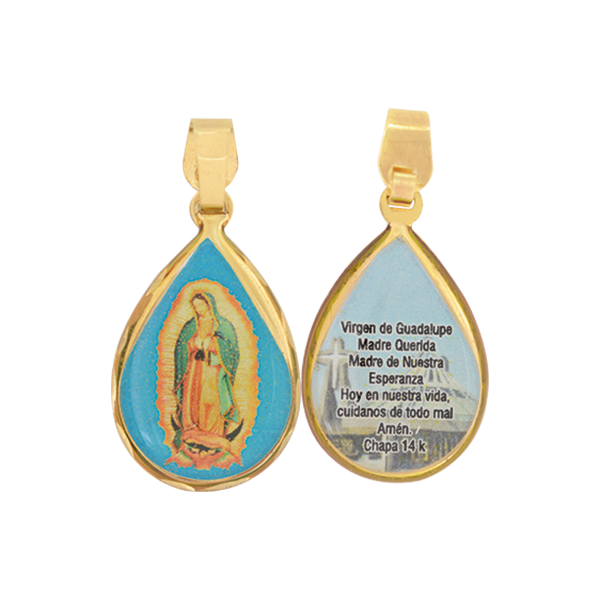 Virgen de Guadalupe
Madre Querida
Madre de Nuestra
Esperanza
Hoy en nuestra vida,
cuidanos de todo mal
Amén.
Chapa 14 k